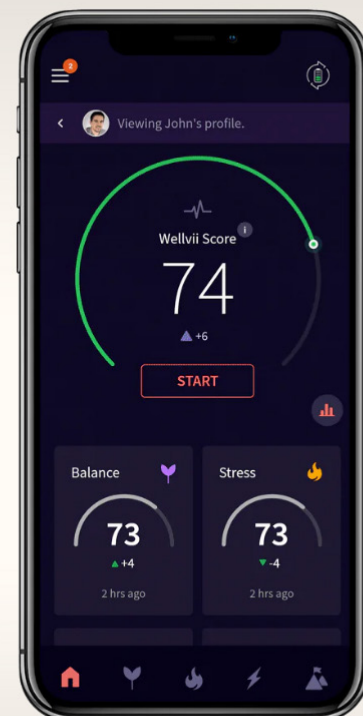 2
Viewing John's profile.
Wellvii Score i
74
+6
START
Balance
Stress
73
73
+4
-4
2 hrs ago
2 hrs ago